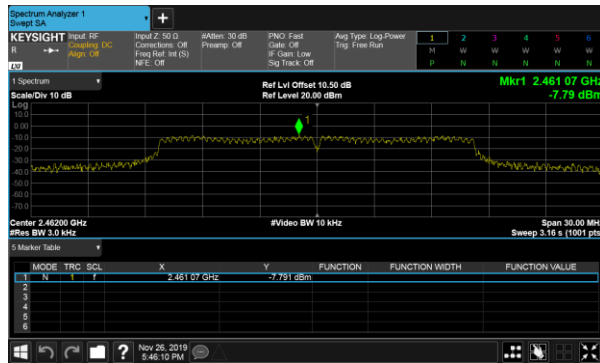 Spectrum Analyzer 1
Swept SA
+
KEYSIGHT Input: RF Input Z: 50 Ω #Atten: 30 dB PNO: Fast Avg Type: Log-Power 1 2 3 4 5 6
R Coupling: DC Corrections: Off Preamp: Off Gate: Off Trig: Free Run M W W W W W
Align: Off Freq Ref: Int (S) IF Gain: Low
NFE: Off Sig Track: Off P N N N N N
LXI
1 Spectrum Ref Lvl Offset 10.50 dB Mkr1 2.461 07 GHz
Scale/Div 10 dB Ref Level 20.00 dBm -7.79 dBm
Log
10.0
0.00
-10.0
-20.0
-30.0
-40.0
-50.0
-60.0
-70.0
1
Center 2.46200 GHz #Video BW 10 kHz Span 30.00 MHz
#Res BW 3.0 kHz Sweep 3.16 s (1001 pts)
5 Marker Table
MODE TRC SCL X Y FUNCTION FUNCTION WIDTH FUNCTION VALUE
1 N 1 f 2.461 07 GHz -7.791 dBm
2
3
4
5
6
? Nov 26, 2019
5:46:10 PM